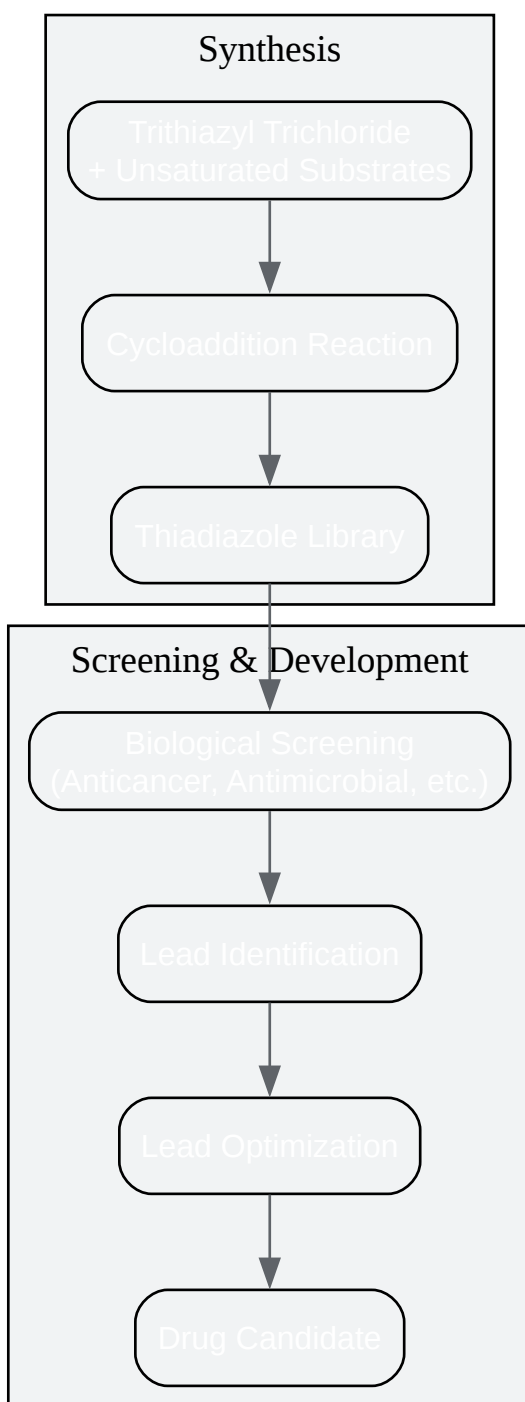 Synthesis
Trithiazyl Trichloride
+ Unsaturated Substrates
Cycloaddition Reaction
Thiadiazole Library
Screening & Development
Biological Screening
(Anticancer, Antimicrobial, etc.)
Lead Identification
Lead Optimization
Drug Candidate